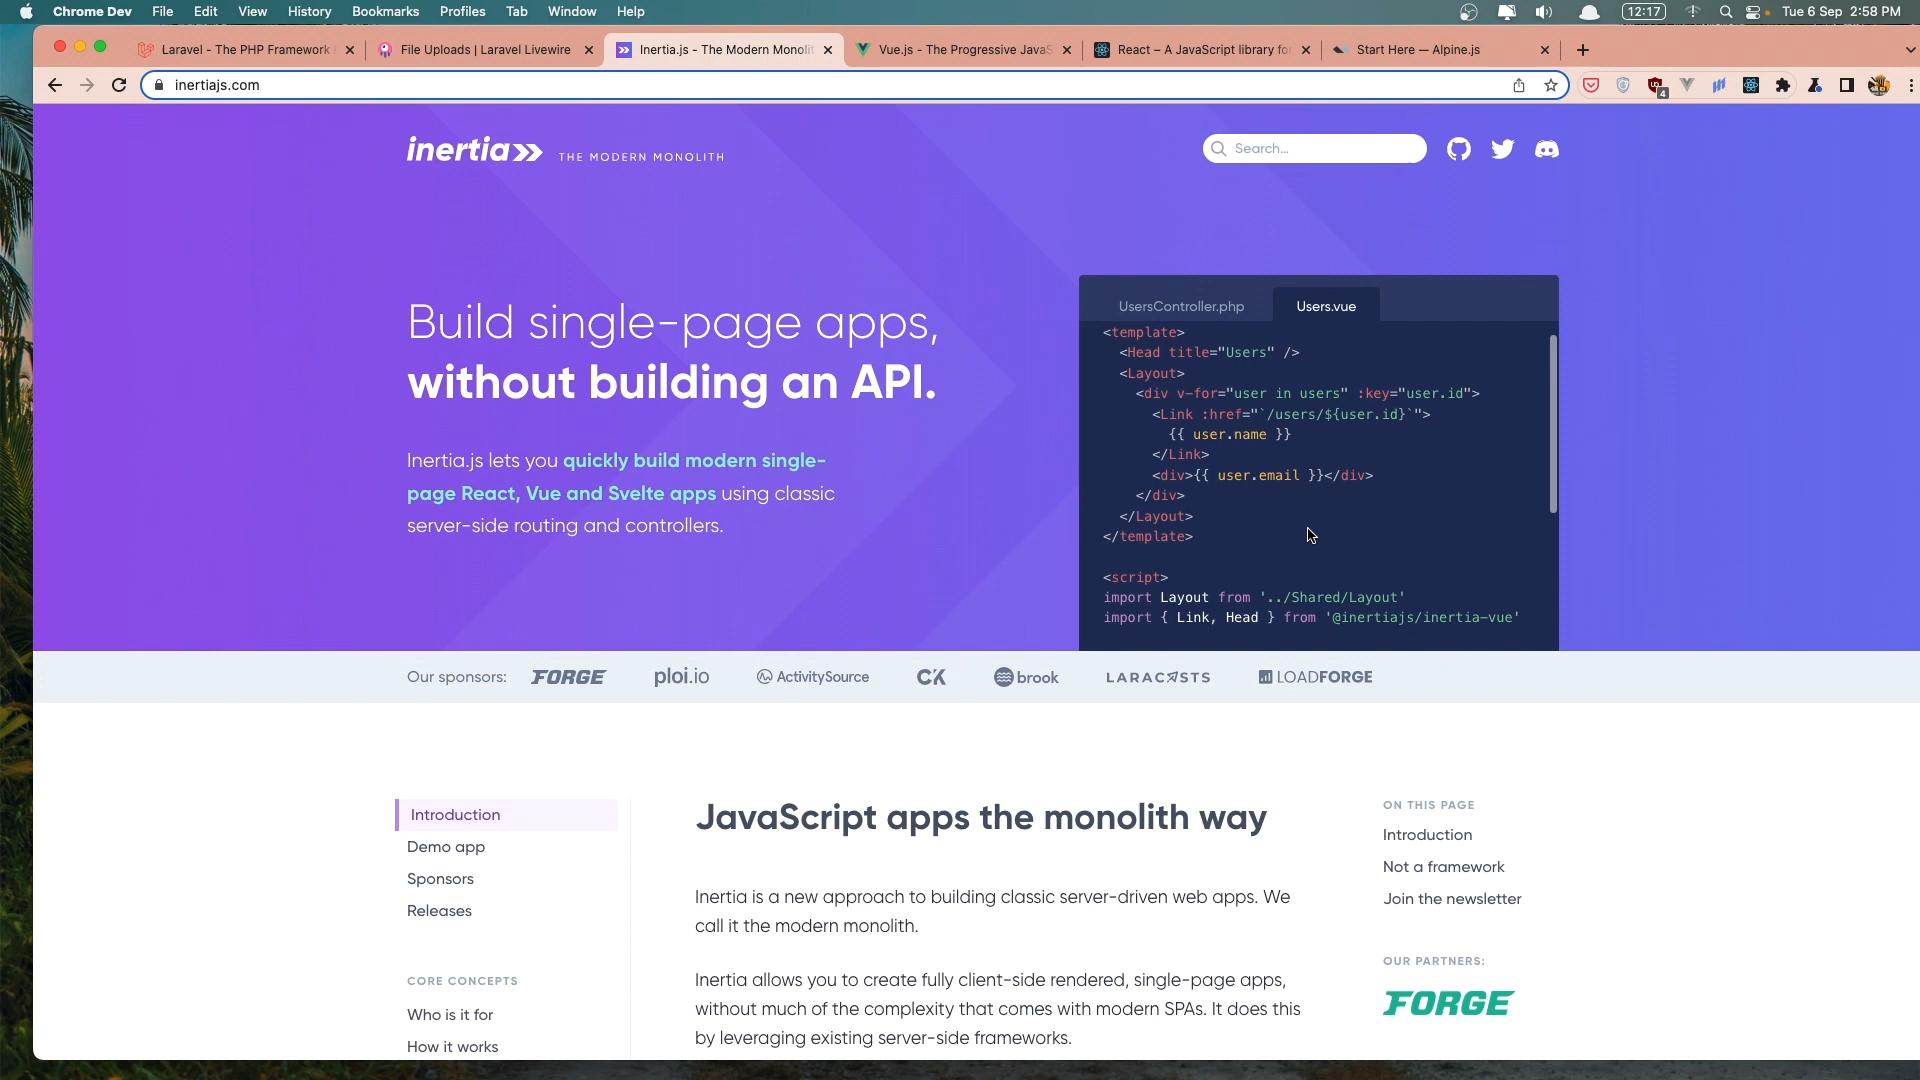 Chrome Dev File Edit View History Bookmarks Profiles Tab Window Help 12:17 Tue 6 Sep 2:58 PM
Laravel - The PHP Framework File Uploads | Laravel Livewire Inertia.js - The Modern Monolit Vue.js - The Progressive JavaS React – A JavaScript library fo Start Here — Alpine.js
inertiajs.com 4
inertia THE MODERN MONOLITH Search...
Build single-page apps,
without building an API.
Inertia.js lets you quickly build modern single-
page React, Vue and Svelte apps using classic
server-side routing and controllers.
UsersController.php Users.vue
<template>
<Head title="Users" />
<Layout>
<div v-for="user in users" :key="user.id">
<Link :href="`/users/${user.id}`">
{{ user.name }}
</Link>
<div>{{ user.email }}</div>
</div>
</Layout>
</template>
<script>
import Layout from '../Shared/Layout'
import { Link, Head } from '@inertiajs/inertia-vue'
Our sponsors: FORGE ploi.io ActivitySource CK brook LARACASTS LOADFORGE
Introduction
Demo app
Sponsors
Releases
CORE CONCEPTS
Who is it for
How it works
JavaScript apps the monolith way
Inertia is a new approach to building classic server-driven web apps. We
call it the modern monolith.
Inertia allows you to create fully client-side rendered, single-page apps,
without much of the complexity that comes with modern SPAs. It does this
by leveraging existing server-side frameworks.
ON THIS PAGE
Introduction
Not a framework
Join the newsletter
OUR PARTNERS:
FORGE